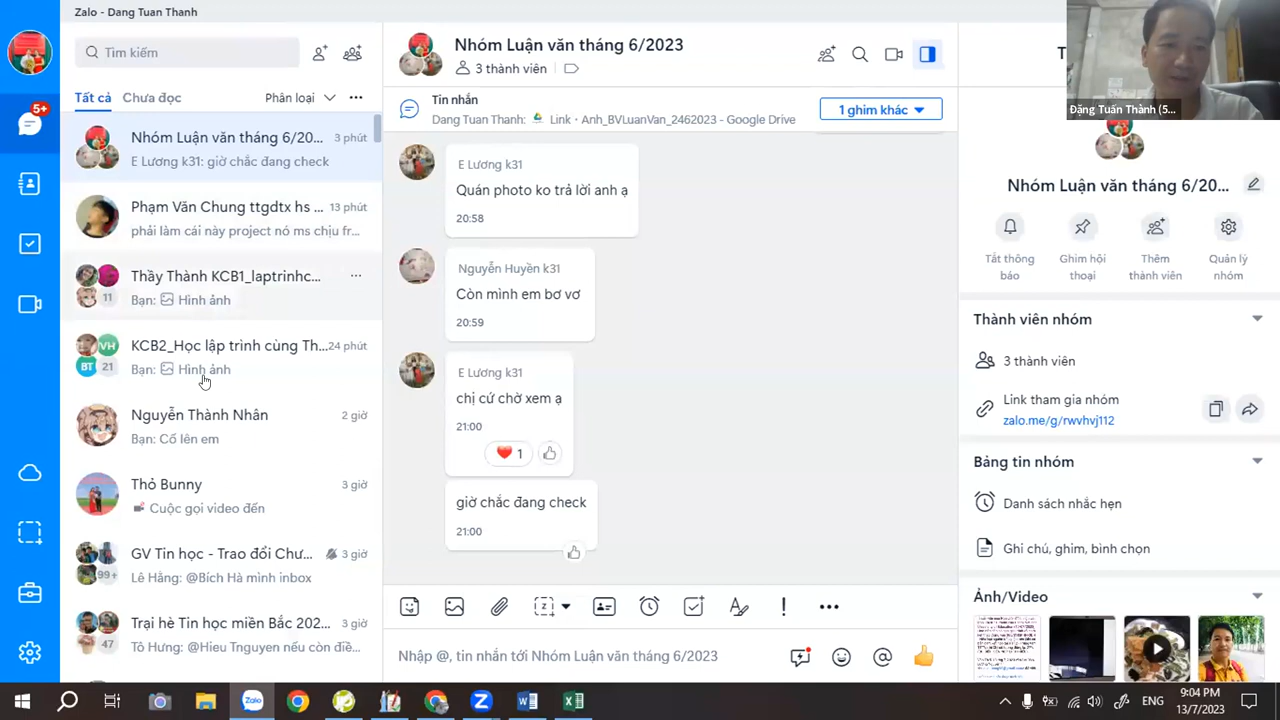 Zalo - Dang Tuan Thanh
Tìm kiếm
Tất cả
Chưa đọc
Phân loại
5+
Nhóm Luận văn tháng 6/20...
3 phút
E Lương k31: giờ chắc đang check
Phạm Văn Chung ttgdtx hs ...
13 phút
phải làm cái này project nó ms chịu fr...
Thầy Thành KCB1_laptrinhc...
11
Bạn: Hình ảnh
KCB2_Học lập trình cùng Th...
24 phút
VH
BT
21
Bạn: Hình ảnh
Nguyễn Thành Nhân
2 giờ
Bạn: Cố lên em
Thỏ Bunny
3 giờ
Cuộc gọi video đến
GV Tin học - Trao đổi Chư...
3 giờ
99+
Lê Hằng: @Bích Hà mình inbox
Trại hè Tin học miền Bắc 202...
3 giờ
47
Tô Hưng: @Hieu Tnguyen nếu còn điề...
Nhóm Luận văn tháng 6/2023
3 thành viên
Tin nhắn
Dang Tuan Thanh: Link · Anh_BVLuanVan_2462023 - Google Drive
1 ghim khác
E Lương k31
Quán photo ko trả lời anh ạ
20:58
Nguyễn Huyền k31
Còn mình em bơ vơ
20:59
E Lương k31
chị cứ chờ xem ạ
21:00
1
giờ chắc đang check
21:00
Nhập @, tin nhắn tới Nhóm Luận văn tháng 6/2023
Đặng Tuấn Thành (5...
Nhóm Luận văn tháng 6/20...
Tắt thông báo
Ghim hội thoại
Thêm thành viên
Quản lý nhóm
Thành viên nhóm
3 thành viên
Link tham gia nhóm
zalo.me/g/rwvhvj112
Bảng tin nhóm
Danh sách nhắc hẹn
Ghi chú, ghim, bình chọn
Ảnh/Video
Zalo
ENG
9:04 PM
13/7/2023